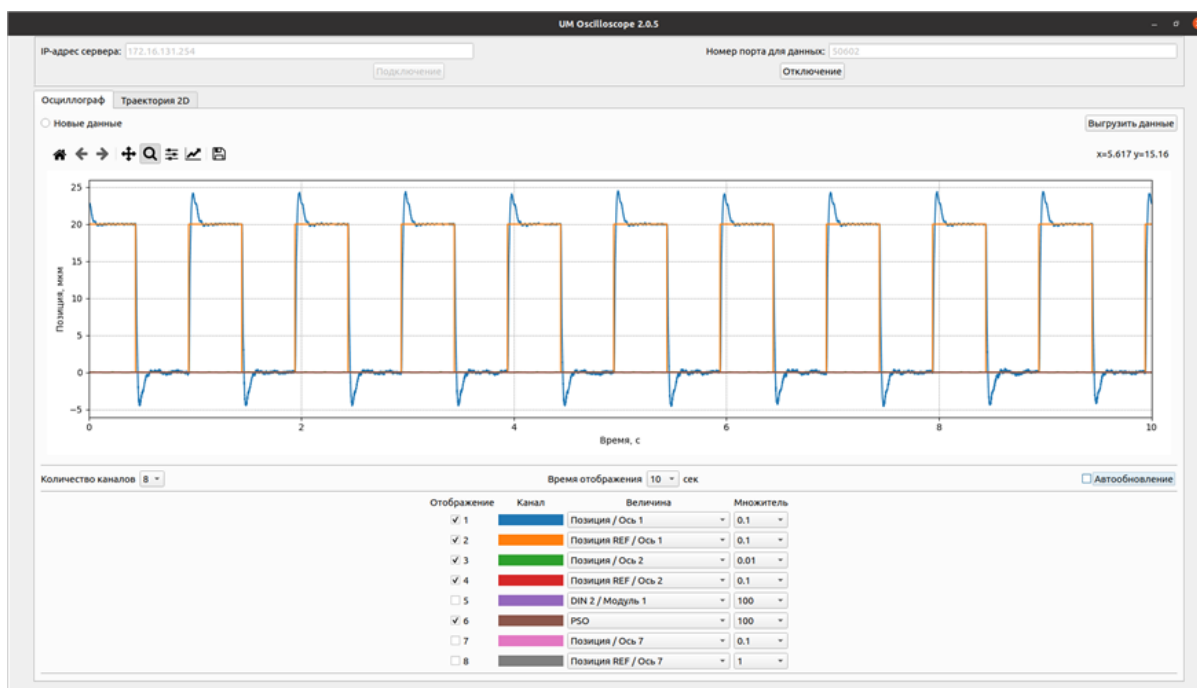 UM Oscilloscope 2.0.5
IP-адрес сервера: 172.16.131.254 Номер порта для данных: 50602
Подключение Отключение
Осциллограф Траектория 2D
Новые данные Выгрузить данные
x=5.617 y=15.16
25
20
15
10
5
0
−5
Позиция, мкм
0 2 4 6 8 10
Время, с
Количество каналов 8 Время отображения 10 сек Автообновление
Отображение Канал Величина Множитель
1 Позиция / Ось 1 0.1
2 Позиция REF / Ось 1 0.1
3 Позиция / Ось 2 0.01
4 Позиция REF / Ось 2 0.1
5 DIN 2 / Модуль 1 100
6 PSO 100
7 Позиция / Ось 7 0.1
8 Позиция REF / Ось 7 1